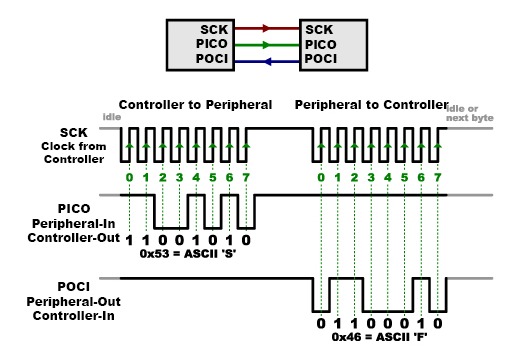 SCK SCK
PICO PICO
POCI POCI
Controller to Peripheral Peripheral to Controller
idle
idle or
next byte
SCK
Clock from
Controller
0 1 2 3 4 5 6 7 0 1 2 3 4 5 6 7
PICO
Peripheral-In
Controller-Out
1 1 0 0 1 0 1 0
0x53 = ASCII 'S'
POCI
Peripheral-Out
Controller-In
0 1 1 0 0 0 1 0
0x46 = ASCII 'F'